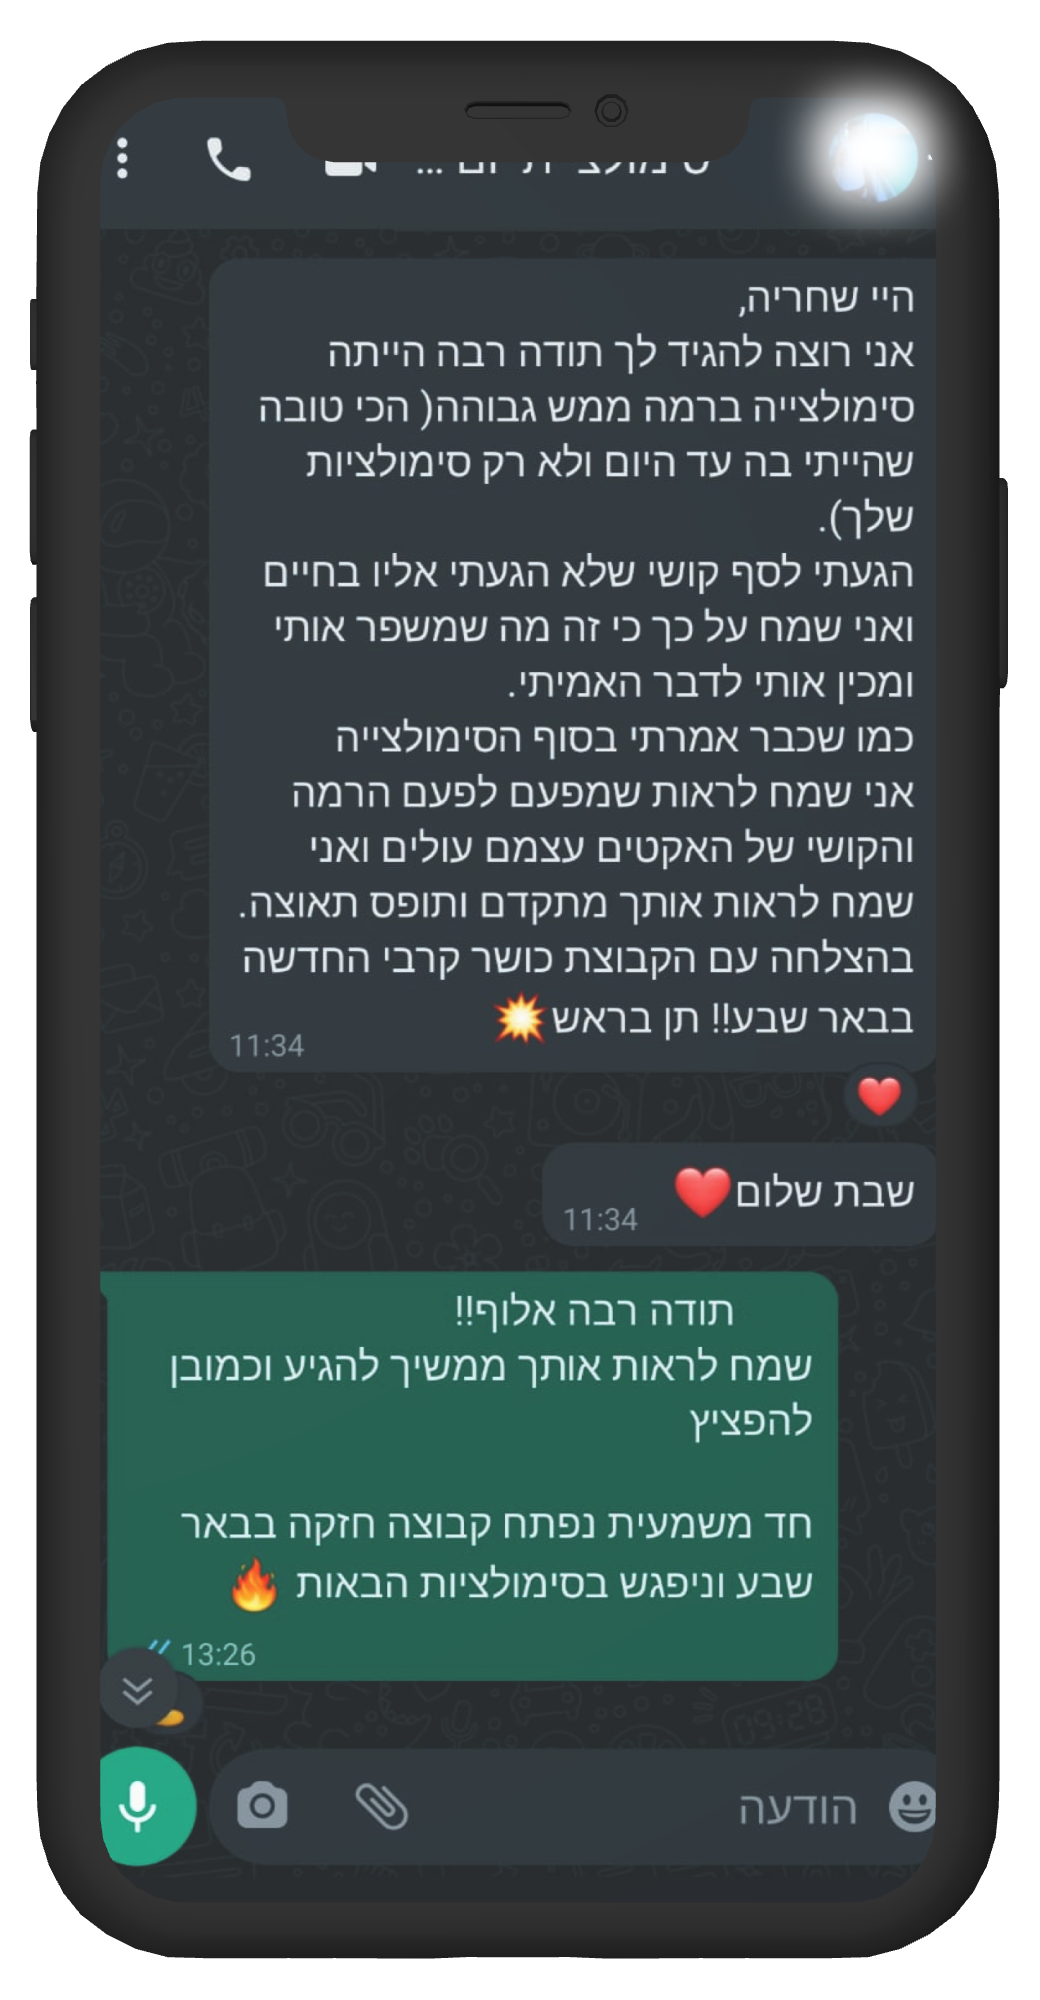 היי שחריה,
אני רוצה להגיד לך תודה רבה הייתה
סימולצייה ברמה ממש גבוהה( הכי טובה
שהייתי בה עד היום ולא רק סימולציות
שלך).
הגעתי לסף קושי שלא הגעתי אליו בחיים
ואני שמח על כך כי זה מה שמשפר אותי
ומכין אותי לדבר האמיתי.
כמו שכבר אמרתי בסוף הסימולצייה
אני שמח לראות שמפעם לפעם הרמה
והקושי של האקטים עצמם עולים ואני
שמח לראות אותך מתקדם ותופס תאוצה.
בהצלחה עם הקבוצת כושר קרבי החדשה
בבאר שבע!! תן בראש💥
11:34
❤️
שבת שלום❤️
11:34
תודה רבה אלוף!!
שמח לראות אותך ממשיך להגיע וכמובן
להפציץ
חד משמעית נפתח קבוצה חזקה בבאר
שבע וניפגש בסימולציות הבאות 🔥
13:26
הודעה